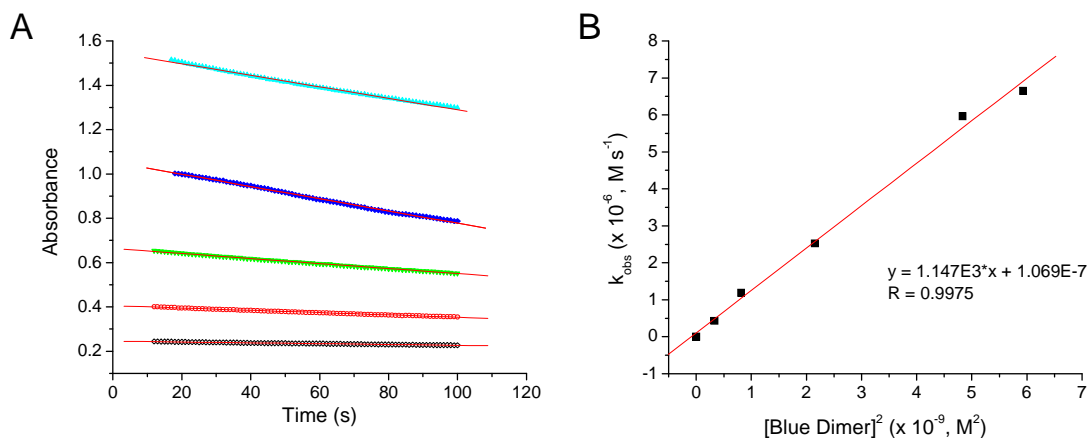 A
1.6
1.4
1.2
1.0
0.8
0.6
0.4
0.2
0 20 40 60 80 100 120
Absorbance
Time (s)
B
8
7
6
5
4
3
2
1
0
-1
0 1 2 3 4 5 6 7
k_obs (x 10^-6, M s^-1)
[Blue Dimer]^2 (x 10^-9, M^2)
y = 1.147E3*x + 1.069E-7
R = 0.9975